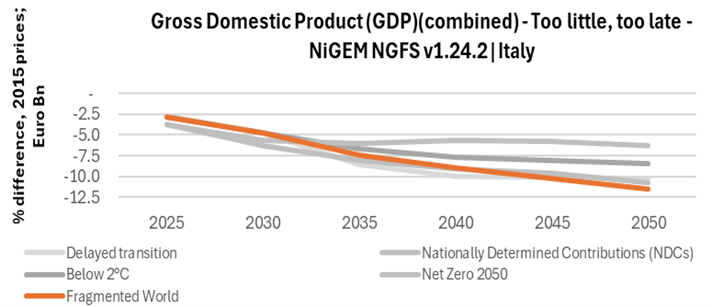 Gross Domestic Product (GDP)(combined) - Too little, too late -
NiGEM NGFS v1.24.2 | Italy
% difference, 2015 prices;
Euro Bn
-
-2.5
-5.0
-7.5
-10.0
-12.5
2025 2030 2035 2040 2045 2050
Delayed transition Nationally Determined Contributions (NDCs)
Below 2°C Net Zero 2050
Fragmented World